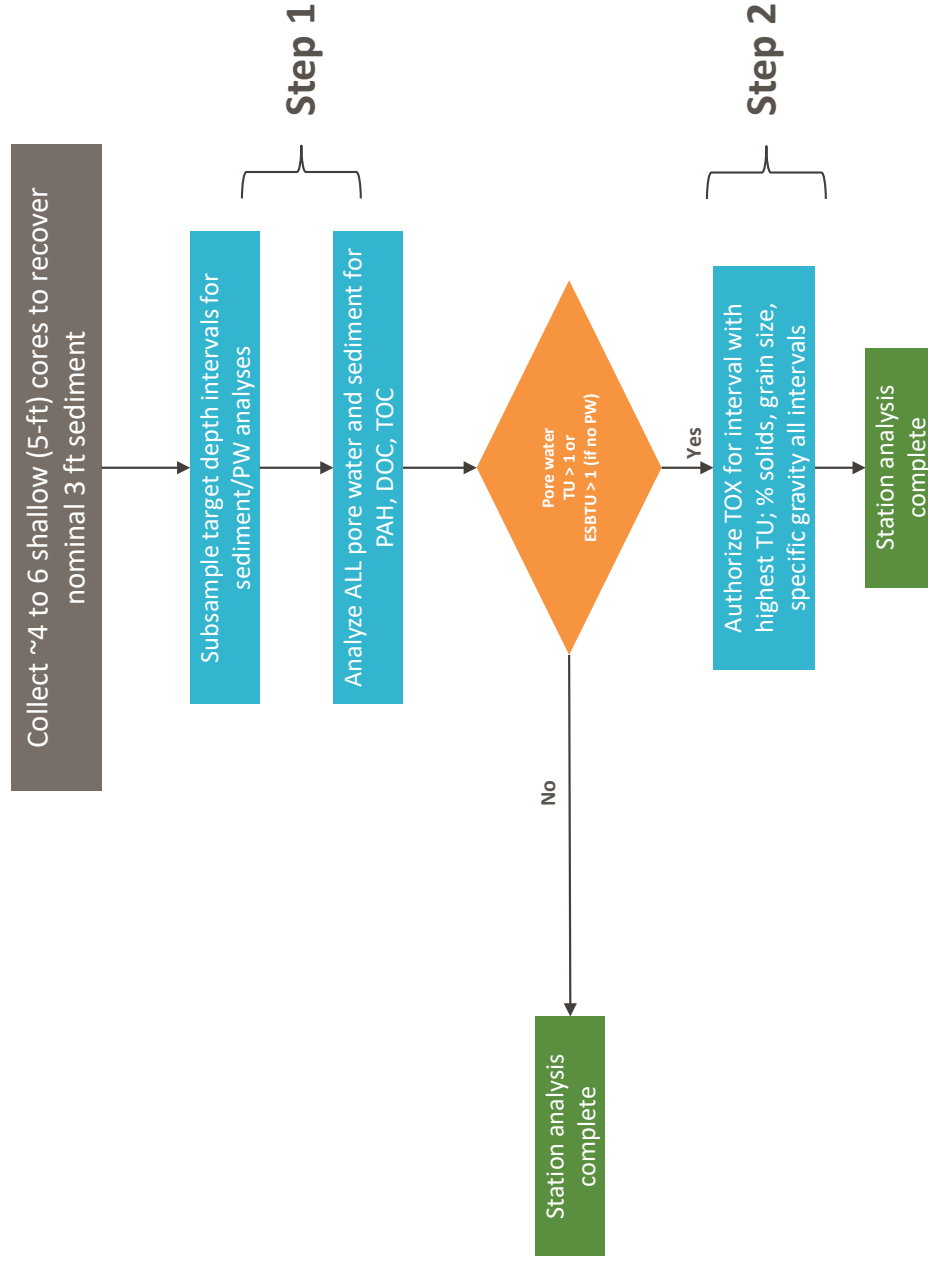 Collect ~4 to 6 shallow (5-ft) cores to recover
nominal 3 ft sediment
Subsample target depth intervals for
sediment/PW analyses
Step 1
Analyze ALL pore water and sediment for
PAH, DOC, TOC
Pore water
TU > 1 or
ESBTU > 1 (if no PW)
No
Yes
Station analysis
complete
Authorize TOX for interval with
highest TU; % solids, grain size,
specific gravity all intervals
Step 2
Station analysis
complete